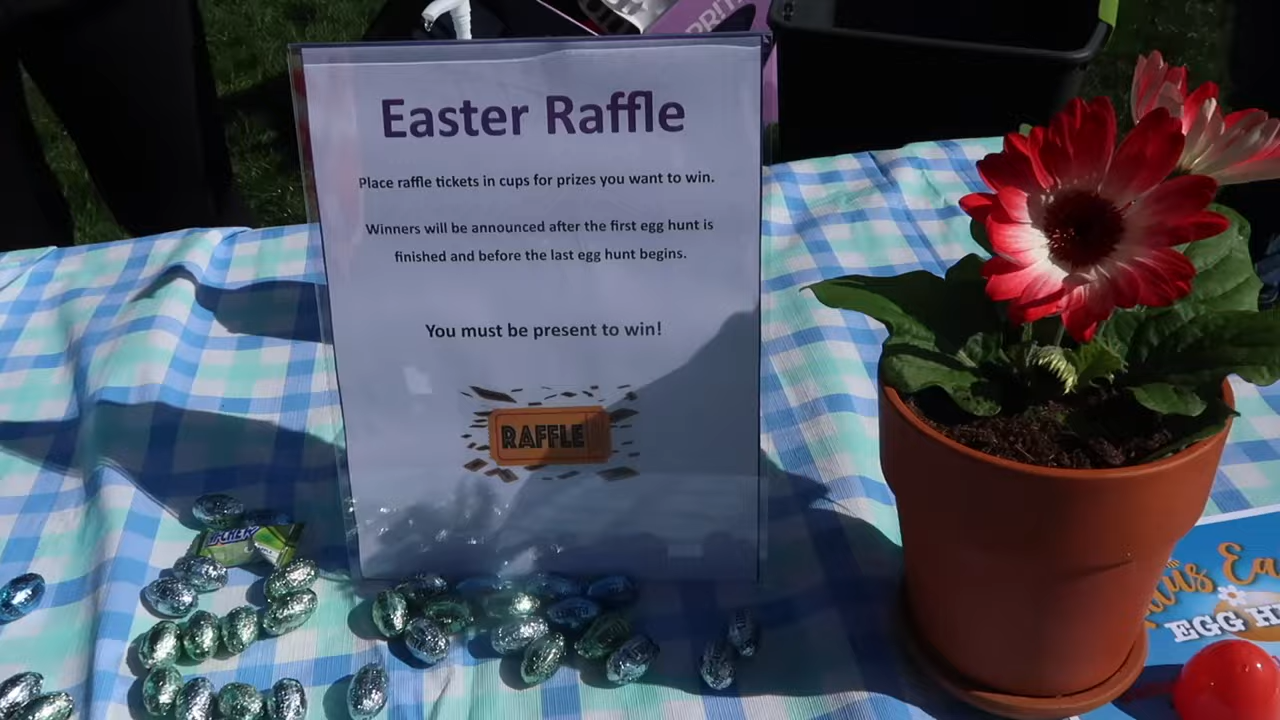 Easter Raffle
Place raffle tickets in cups for prizes you want to win.
Winners will be announced after the first egg hunt is
finished and before the last egg hunt begins.
You must be present to win!
RAFFLE
EGG